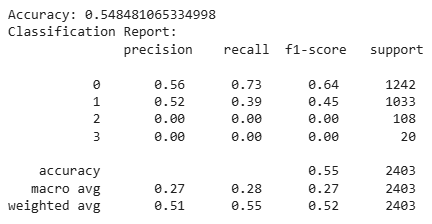 Accuracy: 0.548481065334998
Classification Report:
precision recall f1-score support
0 0.56 0.73 0.64 1242
1 0.52 0.39 0.45 1033
2 0.00 0.00 0.00 108
3 0.00 0.00 0.00 20
accuracy 0.55 2403
macro avg 0.27 0.28 0.27 2403
weighted avg 0.51 0.55 0.52 2403